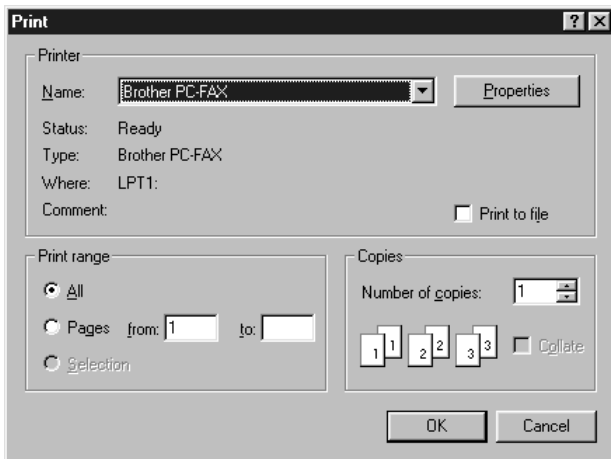 Print
Printer
Name: Brother PC-FAX Properties
Status: Ready
Type: Brother PC-FAX
Where: LPT1:
Comment: Print to file
Print range
All
Pages from: 1 to:
Selection
Copies
Number of copies: 1
1 1 2 2 3 3 Collate
OK Cancel